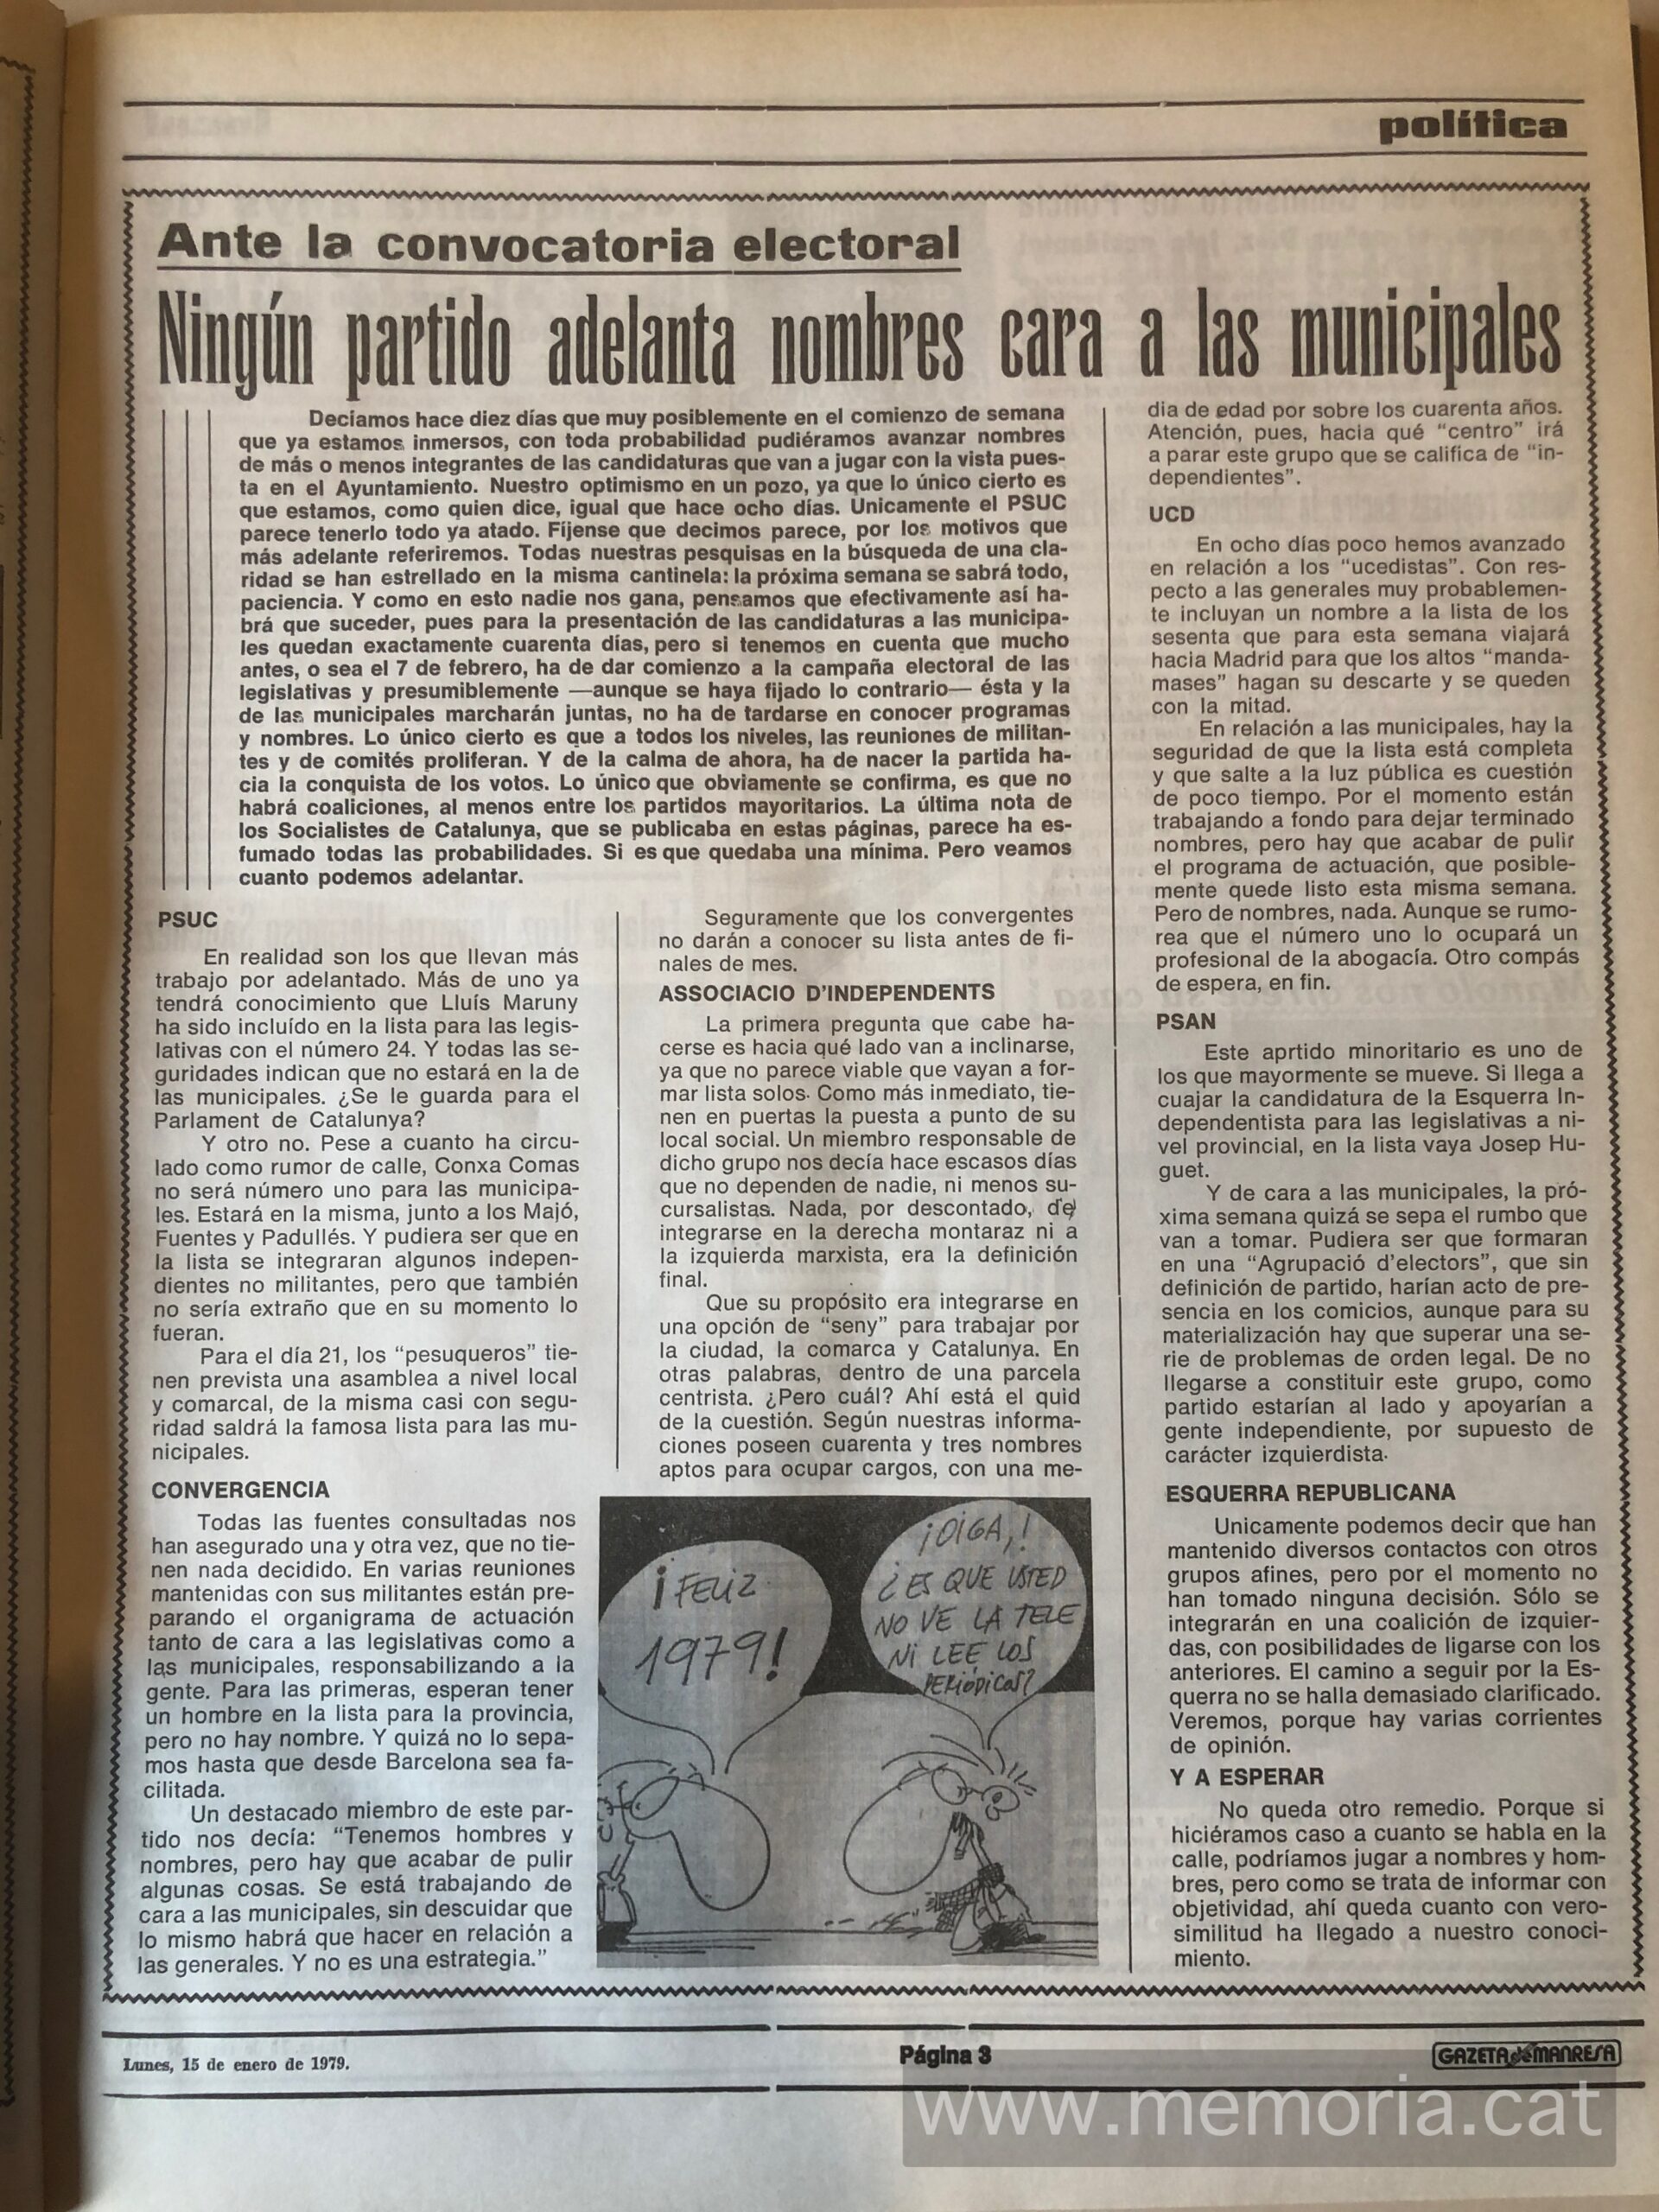 política
Ante la convocatoria electoral
Ningún partido adelanta nombres cara a las municipales
Decíamos hace diez días que muy posiblemente en el comienzo de semana
que ya estamos inmersos, con toda probabilidad pudiéramos avanzar nombres
de más o menos integrantes de las candidaturas que van a jugar con la vista pues-
ta en el Ayuntamiento. Nuestro optimismo en un pozo, ya que lo único cierto es
que estamos, como quien dice, igual que hace ocho días. Unicamente el PSUC
parece tenerlo todo ya atado. Fíjense que decimos parece, por los motivos que
más adelante referiremos. Todas nuestras pesquisas en la búsqueda de una cla-
ridad se han estrellado en la misma cantinela: la próxima semana se sabrá todo,
paciencia. Y como en esto nadie nos gana, pensamos que efectivamente así ha-
brá que suceder, pues para la presentación de las candidaturas a las municipa-
les quedan exactamente cuarenta días, pero si tenemos en cuenta que mucho
antes, o sea el 7 de febrero, ha de dar comienzo a la campaña electoral de las
legislativas y presumiblemente —aunque se haya fijado lo contrario— ésta y la
de las municipales marcharán juntas, no ha de tardarse en conocer programas
y nombres. Lo único cierto es que a todos los niveles, las reuniones de militan-
tes y de comités proliferan. Y de la calma de ahora, ha de nacer la partida ha-
cia la conquista de los votos. Lo único que obviamente se confirma, es que no
habrá coaliciones, al menos entre los partidos mayoritarios. La última nota de
los Socialistes de Catalunya, que se publicaba en estas páginas, parece ha es-
fumado todas las probabilidades. Si es que quedaba una mínima. Pero veamos
cuanto podemos adelantar.
PSUC
En realidad son los que llevan más
trabajo por adelantado. Más de uno ya
tendrá conocimiento que Lluís Maruny
ha sido incluído en la lista para las legis-
lativas con el número 24. Y todas las se-
guridades indican que no estará en la de
las municipales. ¿Se le guarda para el
Parlament de Catalunya?
Y otro no. Pese a cuanto ha circu-
lado como rumor de calle, Conxa Comas
no será número uno para las municipa-
les. Estará en la misma, junto a los Majó,
Fuentes y Padullés. Y pudiera ser que en
la lista se integraran algunos indepen-
dientes no militantes, pero que también
no sería extraño que en su momento lo
fueran.
Para el día 21, los “pesuqueros” tie-
nen prevista una asamblea a nivel local
y comarcal, de la misma casi con segu-
ridad saldrá la famosa lista para las mu-
nicipales.
CONVERGENCIA
Todas las fuentes consultadas nos
han asegurado una y otra vez, que no tie-
nen nada decidido. En varias reuniones
mantenidas con sus militantes están pre-
parando el organigrama de actuación
tanto de cara a las legislativas como a
las municipales, responsabilizando a la
gente. Para las primeras, esperan tener
un hombre en la lista para la provincia,
pero no hay nombre. Y quizá no lo sepa-
mos hasta que desde Barcelona sea fa-
cilitada.
Un destacado miembro de este par-
tido nos decía: “Tenemos hombres y
nombres, pero hay que acabar de pulir
algunas cosas. Se está trabajando de
cara a las municipales, sin descuidar que
lo mismo habrá que hacer en relación a
las generales. Y no es una estrategia.”
Seguramente que los convergentes
no darán a conocer su lista antes de fi-
nales de mes.
ASSOCIACIO D'INDEPENDENTS
La primera pregunta que cabe ha-
cerse es hacia qué lado van a inclinarse,
ya que no parece viable que vayan a for-
mar lista solos. Como más inmediato, tie-
nen en puertas la puesta a punto de su
local social. Un miembro responsable de
dicho grupo nos decía hace escasos días
que no dependen de nadie, ni menos su-
cursalistas. Nada, por descontado, de
integrarse en la derecha montaraz ni a
la izquierda marxista, era la definición
final.
Que su propósito era integrarse en
una opción de “seny” para trabajar por
la ciudad, la comarca y Catalunya. En
otras palabras, dentro de una parcela
centrista. ¿Pero cuál? Ahí está el quid
de la cuestión. Según nuestras informa-
ciones poseen cuarenta y tres nombres
aptos para ocupar cargos, con una me-
¡FELIZ
1979!
¡OIGA,!
¿ES QUE USTED
NO VE LA TELE
NI LEE LOS
PERIÓDICOS?
dia de edad por sobre los cuarenta años.
Atención, pues, hacia qué “centro” irá
a parar este grupo que se califica de “in-
dependientes”.
UCD
En ocho días poco hemos avanzado
en relación a los “ucedistas”. Con res-
pecto a las generales muy probablemen-
te incluyan un nombre a la lista de los
sesenta que para esta semana viajará
hacia Madrid para que los altos “manda-
mases” hagan su descarte y se queden
con la mitad.
En relación a las municipales, hay la
seguridad de que la lista está completa
y que salte a la luz pública es cuestión
de poco tiempo. Por el momento están
trabajando a fondo para dejar terminado
nombres, pero hay que acabar de pulir
el programa de actuación, que posible-
mente quede listo esta misma semana.
Pero de nombres, nada. Aunque se rumo-
rea que el número uno lo ocupará un
profesional de la abogacía. Otro compás
de espera, en fin.
PSAN
Este aprtido minoritario es uno de
los que mayormente se mueve. Si llega a
cuajar la candidatura de la Esquerra In-
dependentista para las legislativas a ni-
vel provincial, en la lista vaya Josep Hu-
guet.
Y de cara a las municipales, la pró-
xima semana quizá se sepa el rumbo que
van a tomar. Pudiera ser que formaran
en una “Agrupació d'electors”, que sin
definición de partido, harían acto de pre-
sencia en los comicios, aunque para su
materialización hay que superar una se-
rie de problemas de orden legal. De no
llegarse a constituir este grupo, como
partido estarían al lado y apoyarían a
gente independiente, por supuesto de
carácter izquierdista.
ESQUERRA REPUBLICANA
Unicamente podemos decir que han
mantenido diversos contactos con otros
grupos afines, pero por el momento no
han tomado ninguna decisión. Sólo se
integrarán en una coalición de izquier-
das, con posibilidades de ligarse con los
anteriores. El camino a seguir por la Es-
querra no se halla demasiado clarificado.
Veremos, porque hay varias corrientes
de opinión.
Y A ESPERAR
No queda otro remedio. Porque si
hiciéramos caso a cuanto se habla en la
calle, podríamos jugar a nombres y hom-
bres, pero como se trata de informar con
objetividad, ahí queda cuanto con vero-
similitud ha llegado a nuestro conoci-
miento.
Lunes, 15 de enero de 1979.
Página 3
GAZETA de MANRESA
www.memoria.cat